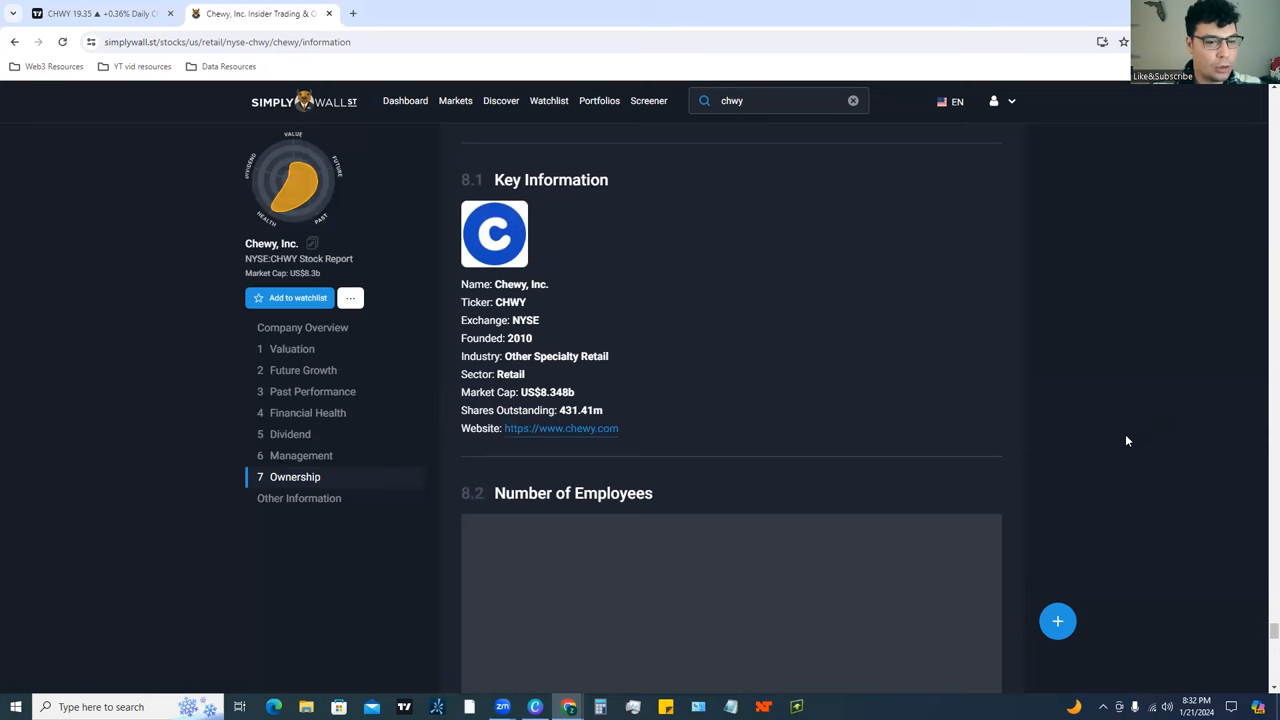 CHWY 19.35 ▲ +0.36% Daily C
Chewy, Inc. Insider Trading & O
simplywall.st/stocks/us/retail/nyse-chwy/chewy/information
Web3 Resources
YT vid resources
Data Resources
Like&Subscribe
SIMPLY WALL ST
Dashboard
Markets
Discover
Watchlist
Portfolios
Screener
chwy
EN
VALUE
FUTURE
PAST
HEALTH
DIVIDEND
Chewy, Inc.
NYSE:CHWY Stock Report
Market Cap: US$8.3b
Add to watchlist
...
Company Overview
1 Valuation
2 Future Growth
3 Past Performance
4 Financial Health
5 Dividend
6 Management
7 Ownership
Other Information
8.1 Key Information
C
Name: Chewy, Inc.
Ticker: CHWY
Exchange: NYSE
Founded: 2010
Industry: Other Specialty Retail
Sector: Retail
Market Cap: US$8.348b
Shares Outstanding: 431.41m
Website: https://www.chewy.com
8.2 Number of Employees
Type here to search
8:32 PM
1/21/2024